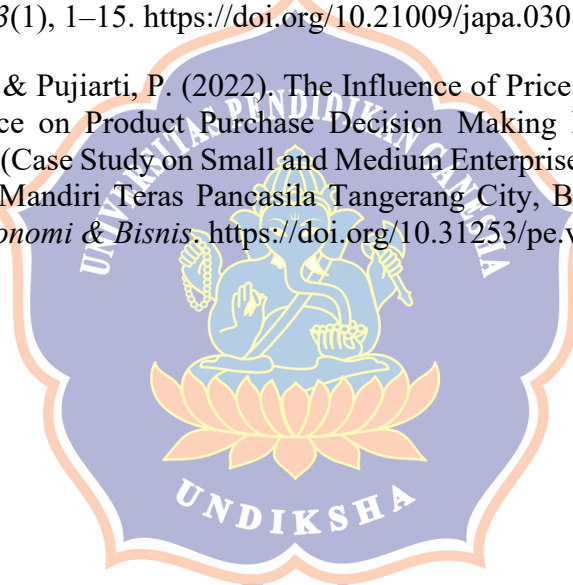 3(1), 1–15. https://doi.org/10.21009/japa.030
& Pujiarti, P. (2022). The Influence of Price
ce on Product Purchase Decision Making
(Case Study on Small and Medium Enterprise
Mandiri Teras Pancasila Tangerang City, B
onomi & Bisnis. https://doi.org/10.31253/pe.v
UNIVERSITAS PENDIDIKAN GANESHA
UNDIKSHA